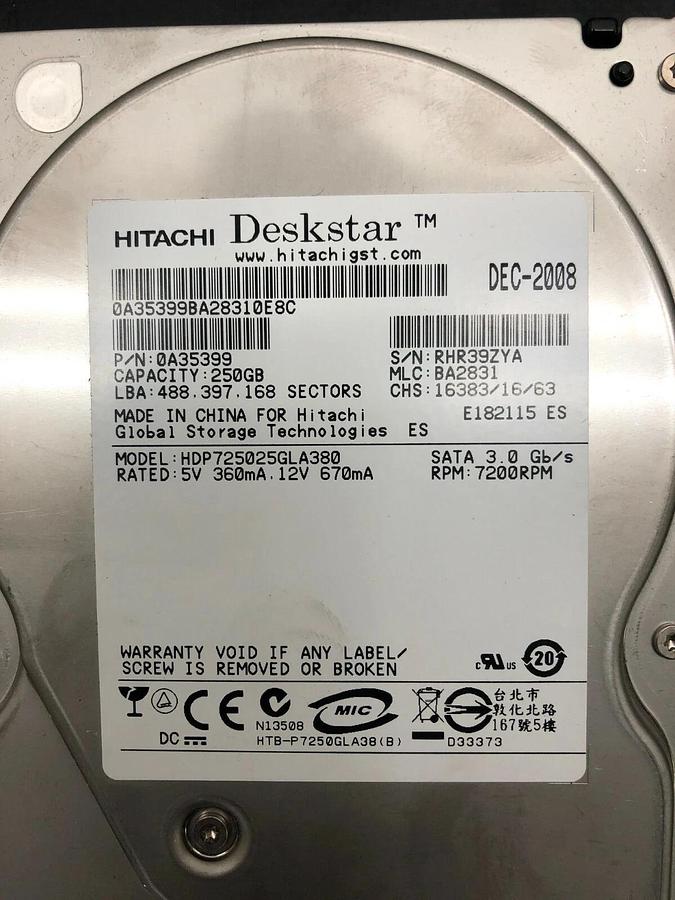 HITACHI Deskstar ™
www.hitachigst.com
DEC-2008
0A35399BA28310E8C
P/N:0A35399 S/N:RHR39ZYA
CAPACITY:250GB MLC:BA2831
LBA:488.397.168 SECTORS CHS:16383/16/63
MADE IN CHINA FOR Hitachi E182115 ES
Global Storage Technologies ES
MODEL:HDP725025GLA380 SATA 3.0 Gb/s
RATED:5V 360mA.12V 670mA RPM:7200RPM
WARRANTY VOID IF ANY LABEL/
SCREW IS REMOVED OR BROKEN
c RU US 20
CE MIC
台北市
敦化北路
167號5樓
N13508
DC HTB-P7250GLA38(B) D33373